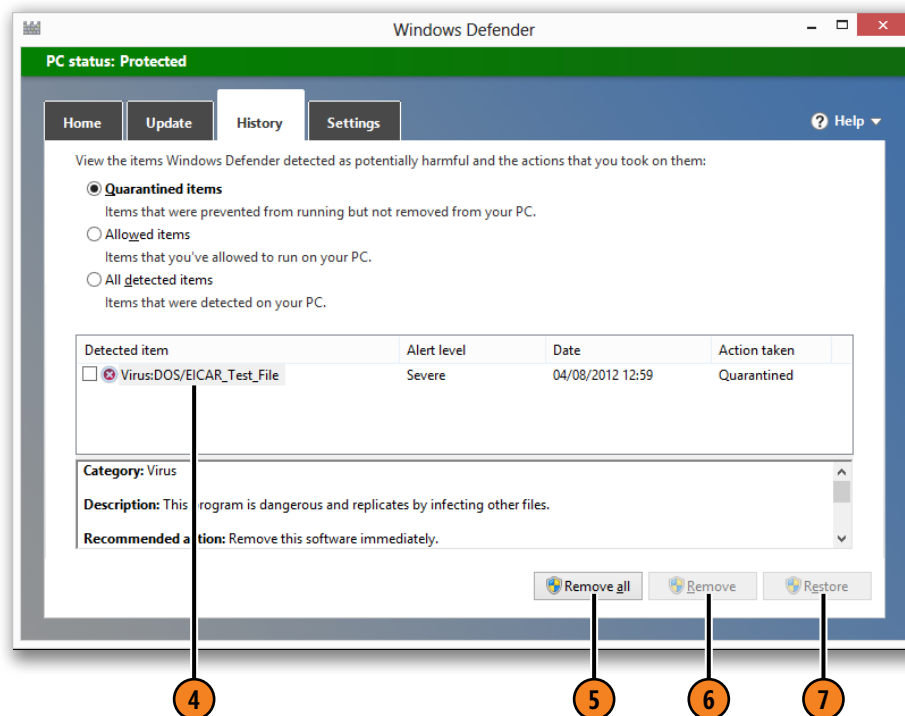 Windows Defender
PC status: Protected
Home Update History Settings Help
View the items Windows Defender detected as potentially harmful and the actions that you took on them:
Quarantined items
Items that were prevented from running but not removed from your PC.
Allowed items
Items that you've allowed to run on your PC.
All detected items
Items that were detected on your PC.
Detected item Alert level Date Action taken
Virus:DOS/EICAR_Test_File Severe 04/08/2012 12:59 Quarantined
Category: Virus
Description: This program is dangerous and replicates by infecting other files.
Recommended action: Remove this software immediately.
Remove all Remove Restore
4 5 6 7